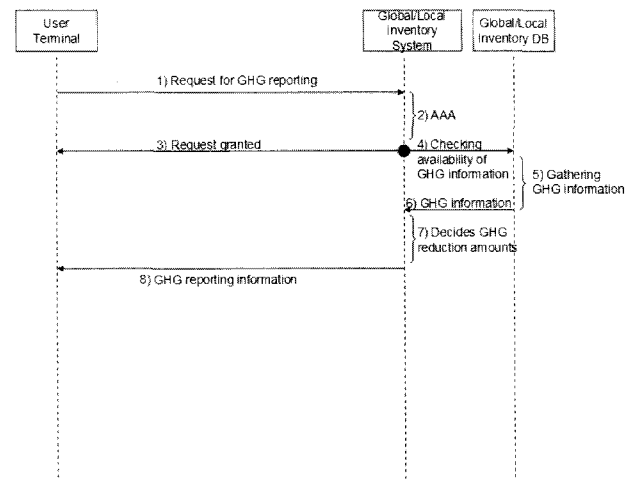 User
Terminal
Global/Local
Inventory
System
Global/Local
Inventory DB
1) Request for GHG reporting
2) AAA
3) Request granted
4) Checking
availability of
GHG information
5) Gathering
GHG information
6) GHG information
7) Decides GHG
reduction amounts
8) GHG reporting information